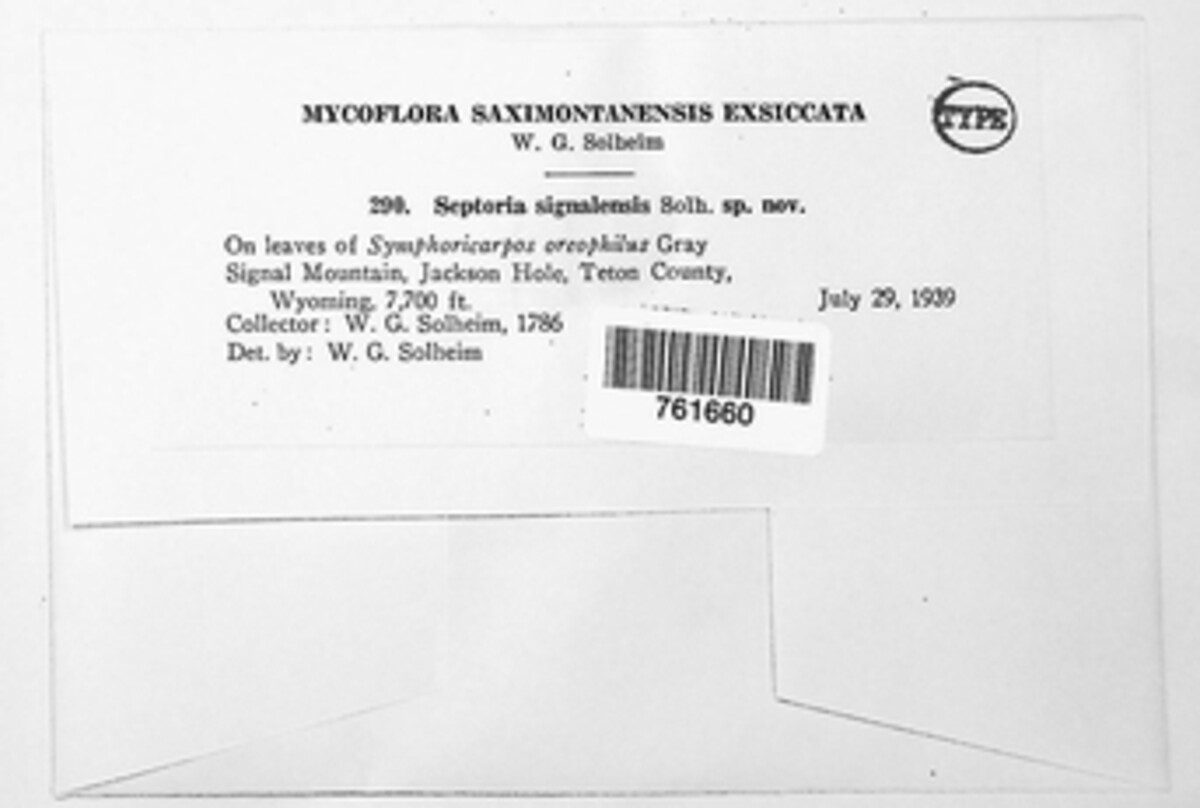 MYCOFLORA SAXIMONTANENSIS EXSICCATA
TYPE
W. G. Solheim
290. Septoria signalensis Solh. sp. nov.
On leaves of Symphoricarpos oreophilus Gray
Signal Mountain, Jackson Hole, Teton County,
Wyoming, 7,700 ft. July 29, 1939
Collector: W. G. Solheim, 1786
Det. by: W. G. Solheim
761660